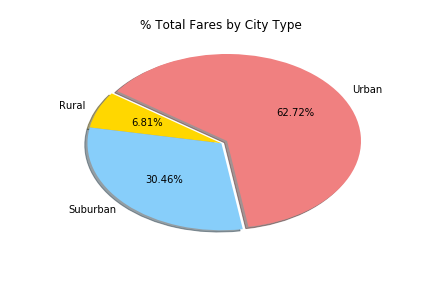 % Total Fares by City Type
Urban
Rural
62.72%
6.81%
30.46%
Suburban